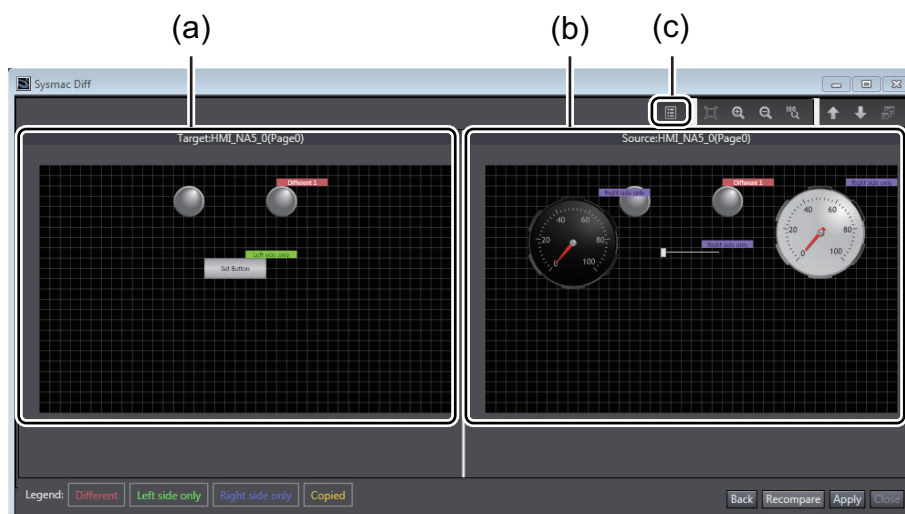 (a) (b) (c)
Sysmac Diff
Target:HMI_NA5_0(Page0) Source:HMI_NA5_0(Page0)
Different 1 Right side only Different 1 Right side only
40 60 40 60
20 80 20 80
0 100 0 100
Left side only Right side only
Set Button
Legend: Different Left side only Right side only Copied Back Recompare Apply Close